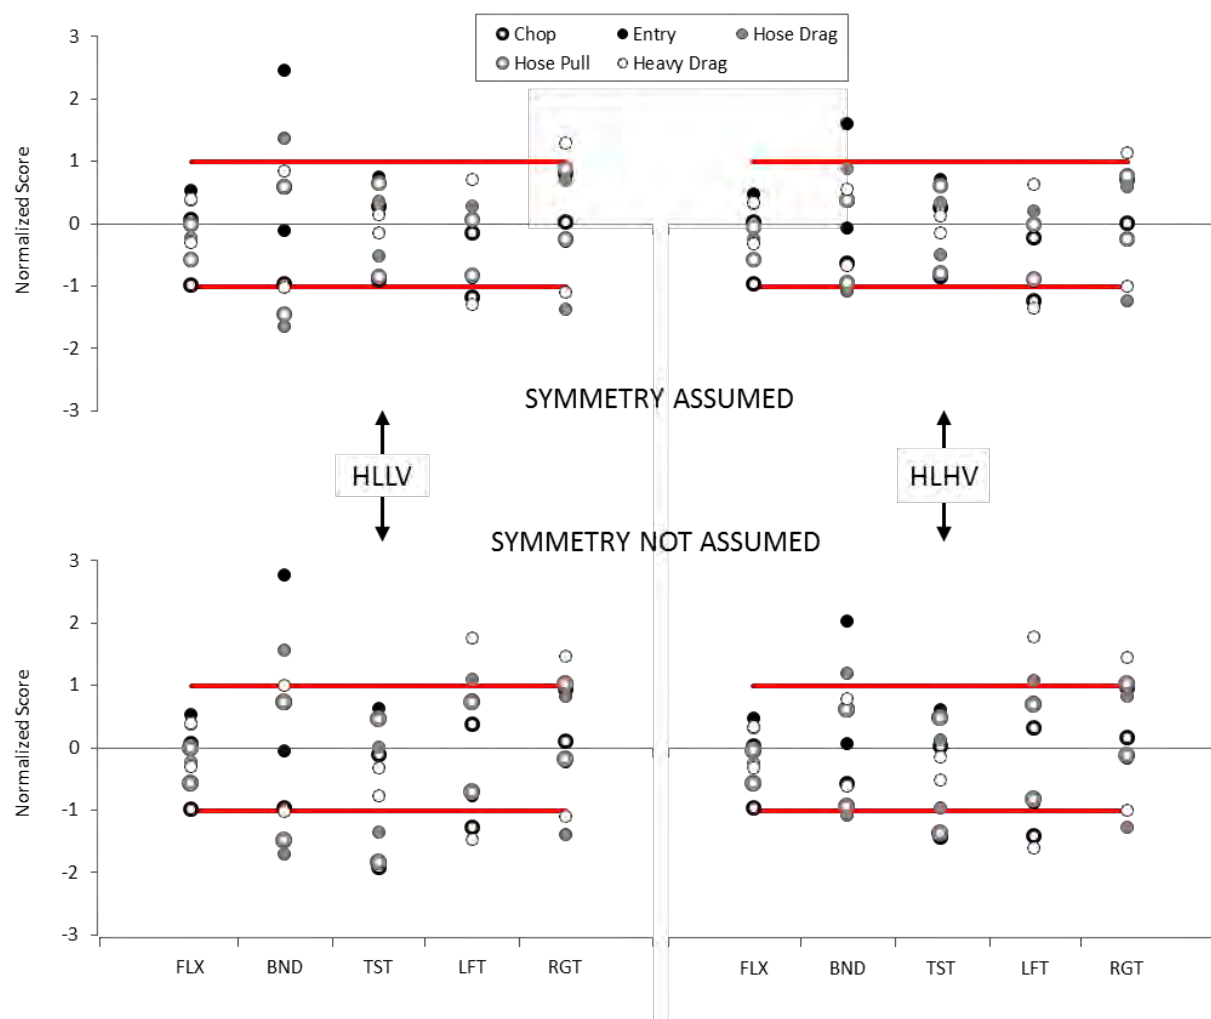 Chop Entry Hose Drag
Hose Pull Heavy Drag
3
2
1
0
-1
-2
-3
Normalized Score
SYMMETRY ASSUMED
HLLV
HLHV
SYMMETRY NOT ASSUMED
3
2
1
0
-1
-2
-3
Normalized Score
FLX BND TST LFT RGT
FLX BND TST LFT RGT